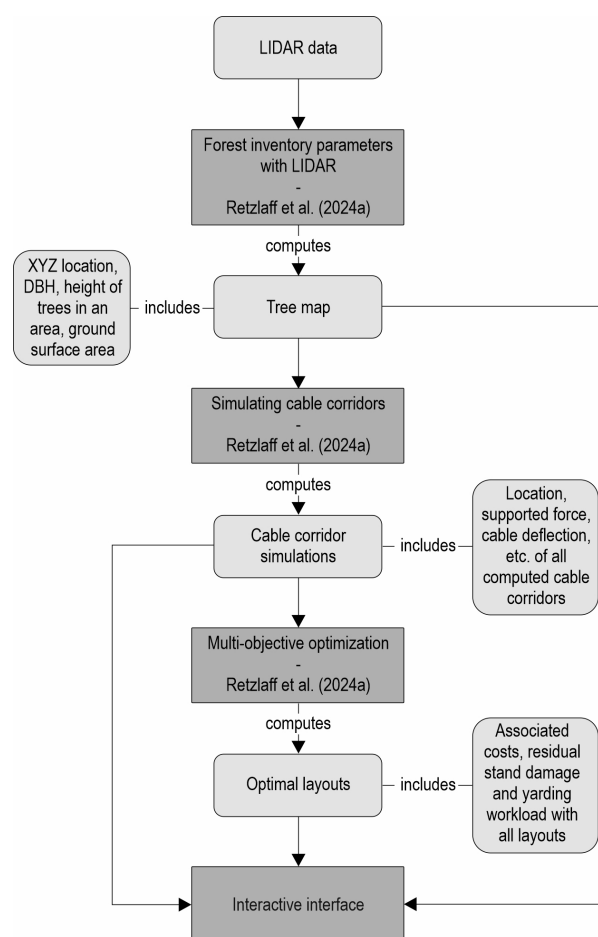 LIDAR data
Forest inventory parameters
with LIDAR
-
Retzlaff et al. (2024a)
computes
XYZ location,
DBH, height of
trees in an
area, ground
surface area
includes
Tree map
Simulating cable corridors
-
Retzlaff et al. (2024a)
computes
Cable corridor
simulations
includes
Location,
supported force,
cable deflection,
etc. of all
computed cable
corridors
Multi-objective optimization
-
Retzlaff et al. (2024a)
computes
Optimal layouts
includes
Associated
costs, residual
stand damage
and yarding
workload with
all layouts
Interactive interface